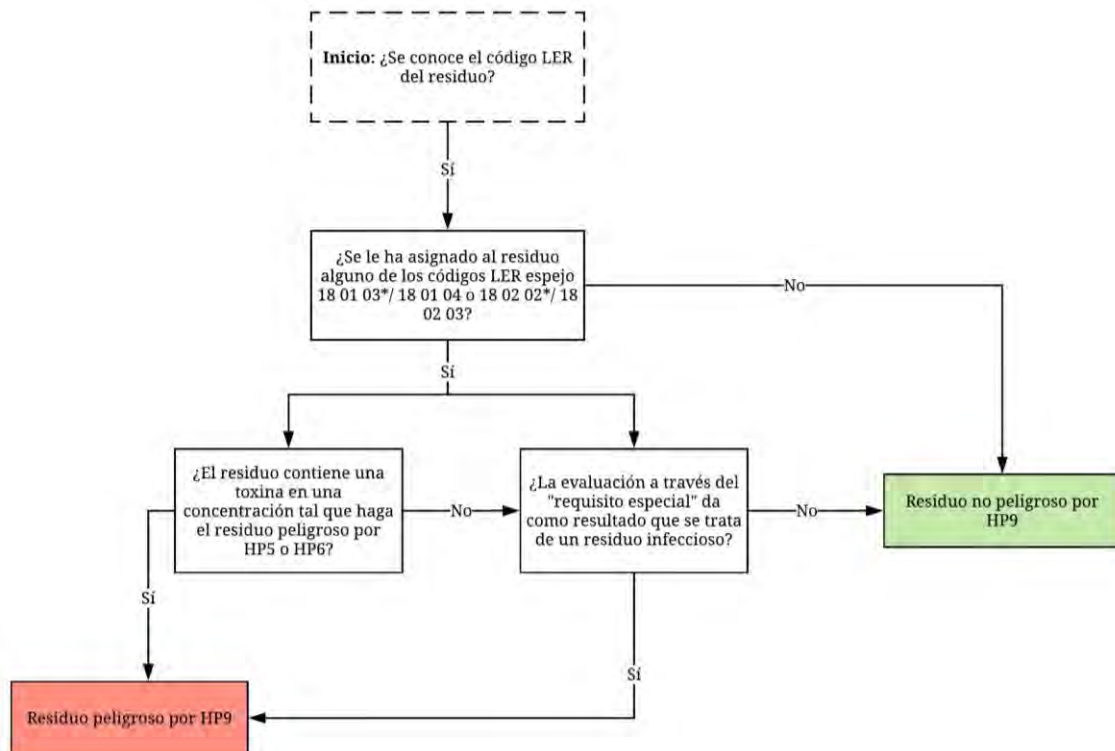 Inicio: ¿Se conoce el código LER
del residuo?
Sí
¿Se le ha asignado al residuo
alguno de los códigos LER espejo
18 01 03*/ 18 01 04 o 18 02 02*/ 18
02 03?
No
Sí
¿El residuo contiene una
toxina en una
concentración tal que haga
el residuo peligroso por
HP5 o HP6?
No
¿La evaluación a través del
"requisito especial" da
como resultado que se trata
de un residuo infeccioso?
No
Residuo no peligroso por
HP9
Sí
Sí
Residuo peligroso por HP9